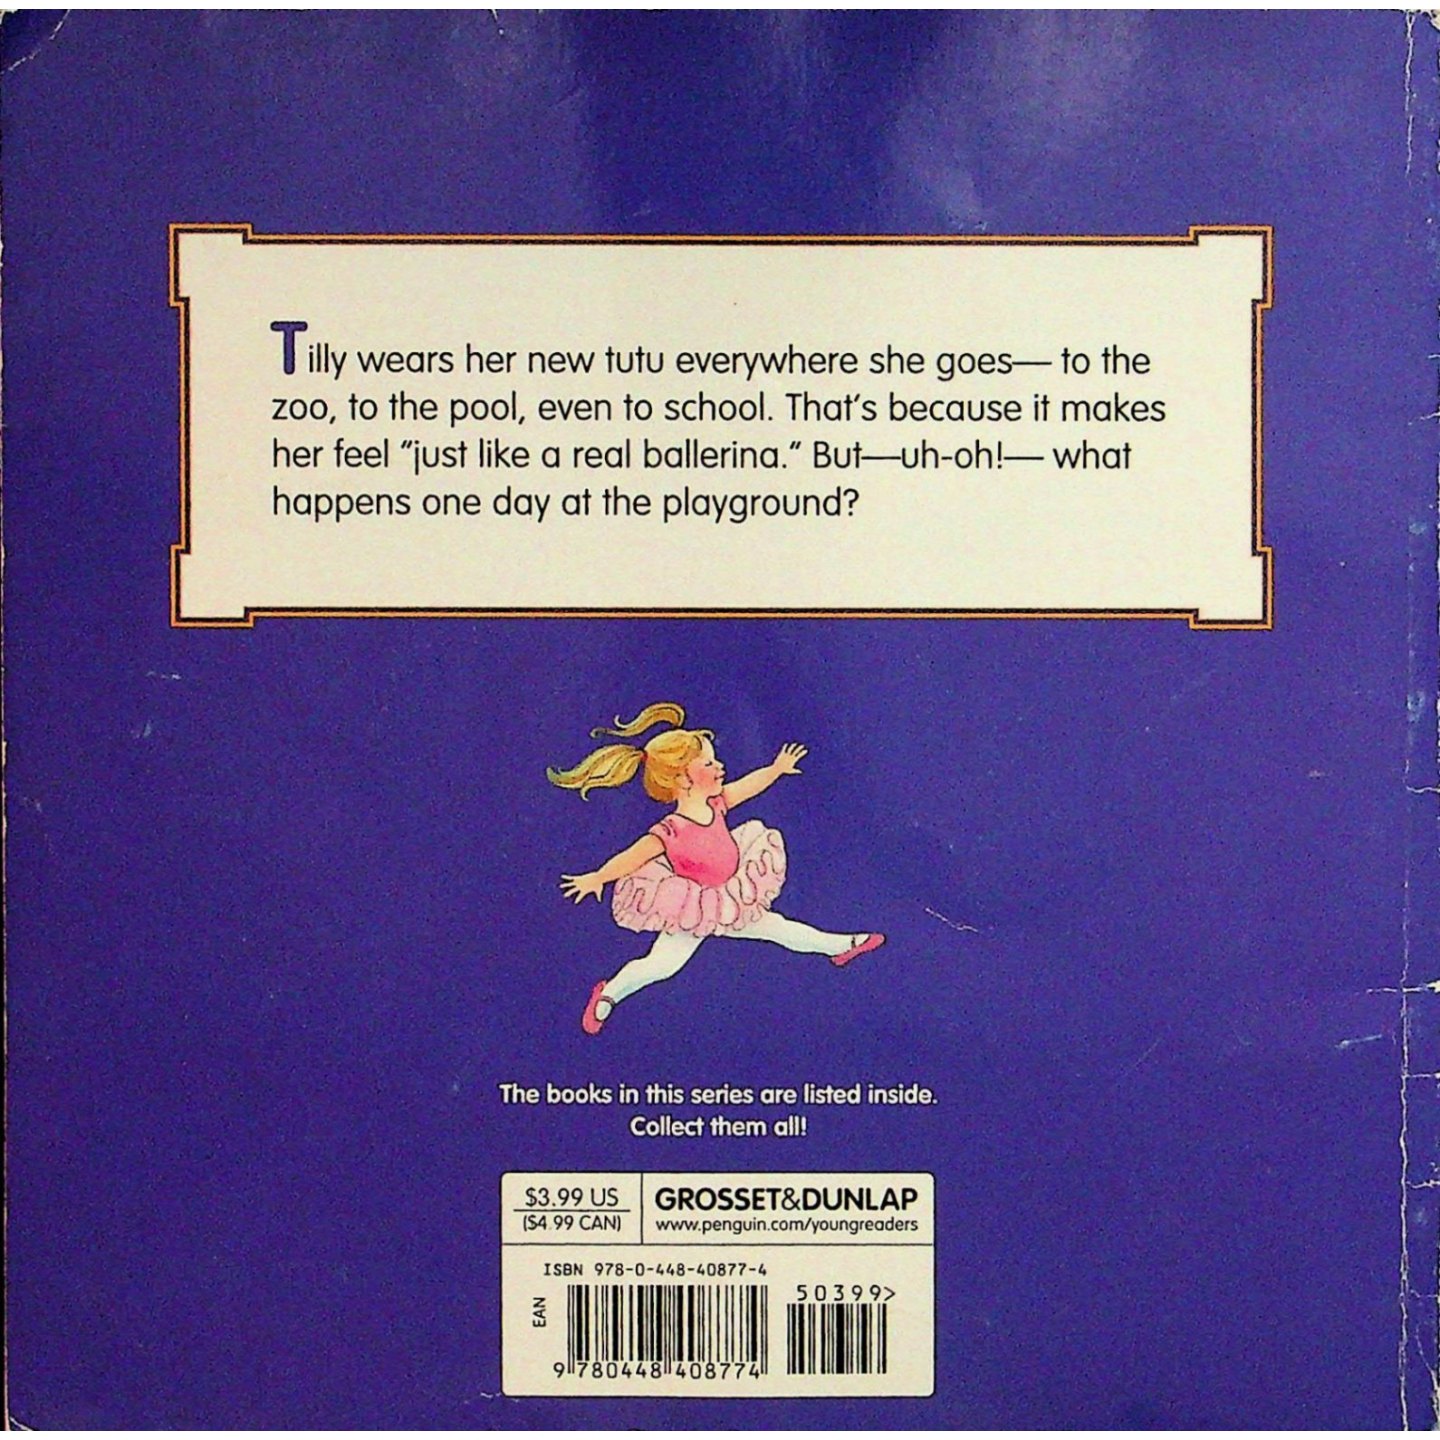 Tilly wears her new tutu everywhere she goes— to the
zoo, to the pool, even to school. That's because it makes
her feel "just like a real ballerina." But—uh-oh!— what
happens one day at the playground?
The books in this series are listed inside.
Collect them all!
$3.99 US
($4.99 CAN)
GROSSET&DUNLAP
www.penguin.com/youngreaders
ISBN 978-0-448-40877-4
50399>
EAN
9 780448 408774